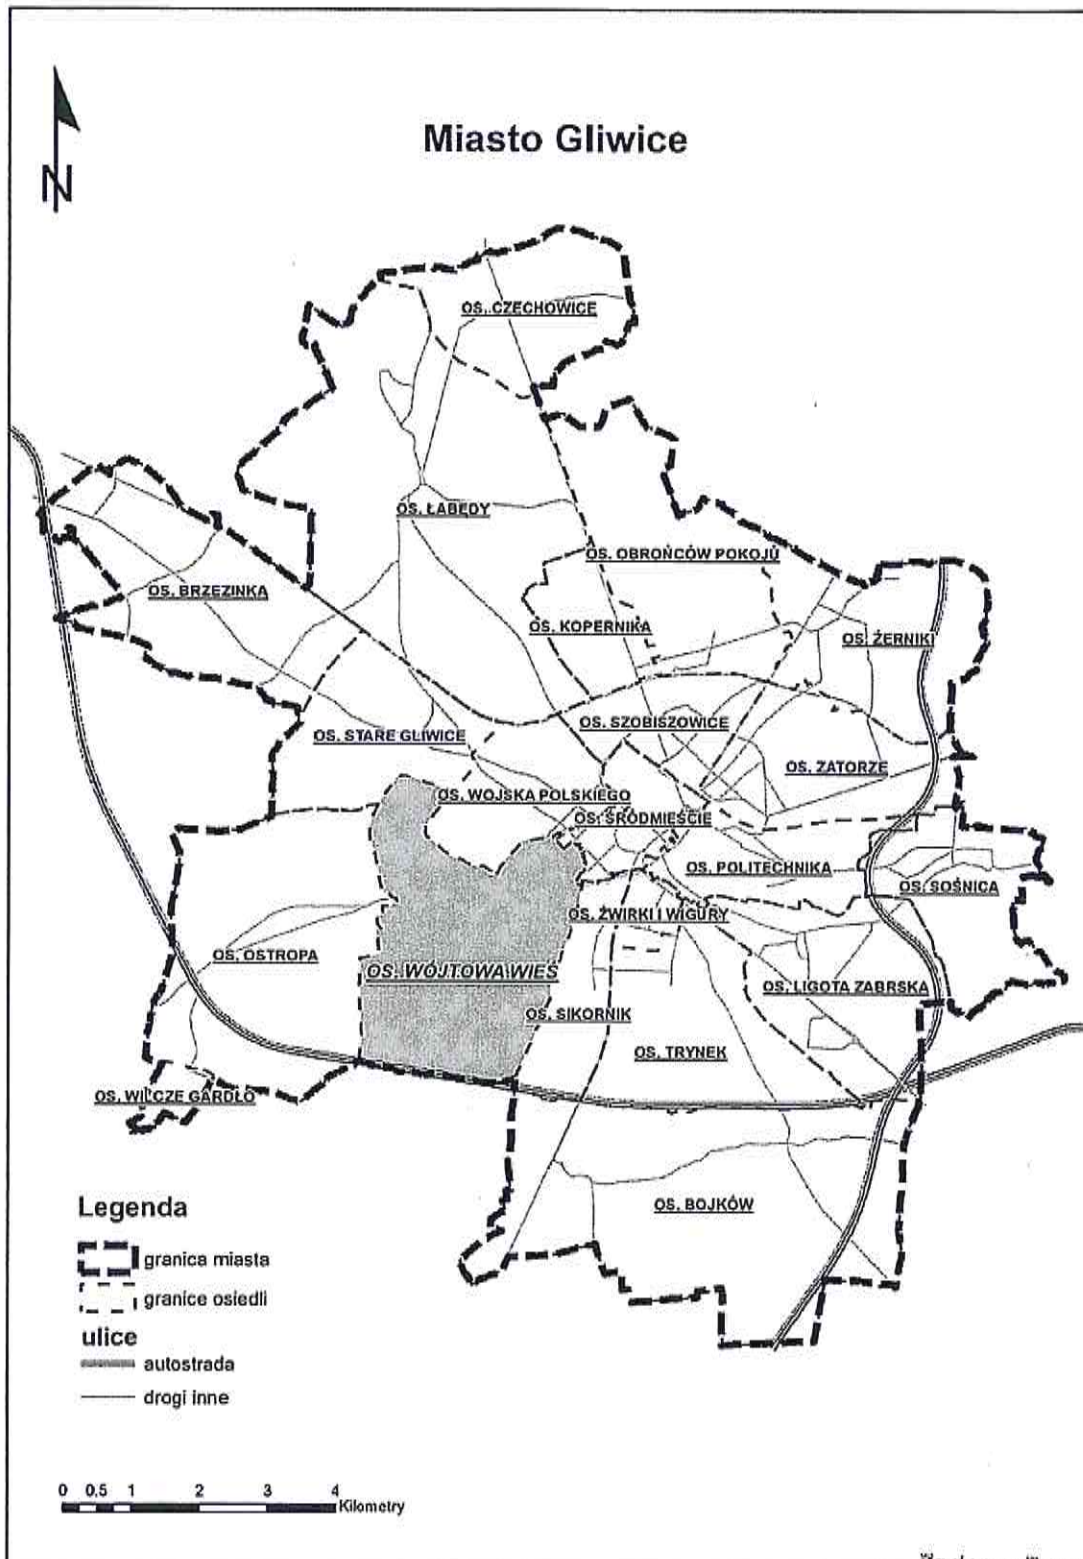 Miasto Gliwice
N
OS. CZECHOWICE
OS. ŁABĘDY
OS. OBROŃCÓW POKOJU
OS. BRZEZINKA
OS. KOPERNIKA
OS. ŻERNIKI
OS. SZOBISZOWICE
OS. STARE GLIWICE
OS. ZATORZE
OS. WOJSKA POLSKIEGO
OS. ŚRÓDMIEŚCIE
OS. POLITECHNIKA
OS. SOŚNICA
OS. ŻWIRKI I WIGURY
OS. OSTROPA
OS. WÓJTOWA WIEŚ
OS. LIGOTA ZABRSKA
OS. SIKORNIK
OS. TRYNEK
OS. WILCZE GARDŁO
OS. BOJKÓW
Legenda
granica miasta
granice osiedli
ulice
autostrada
drogi inne
0 0.5 1 2 3 4
Kilometry